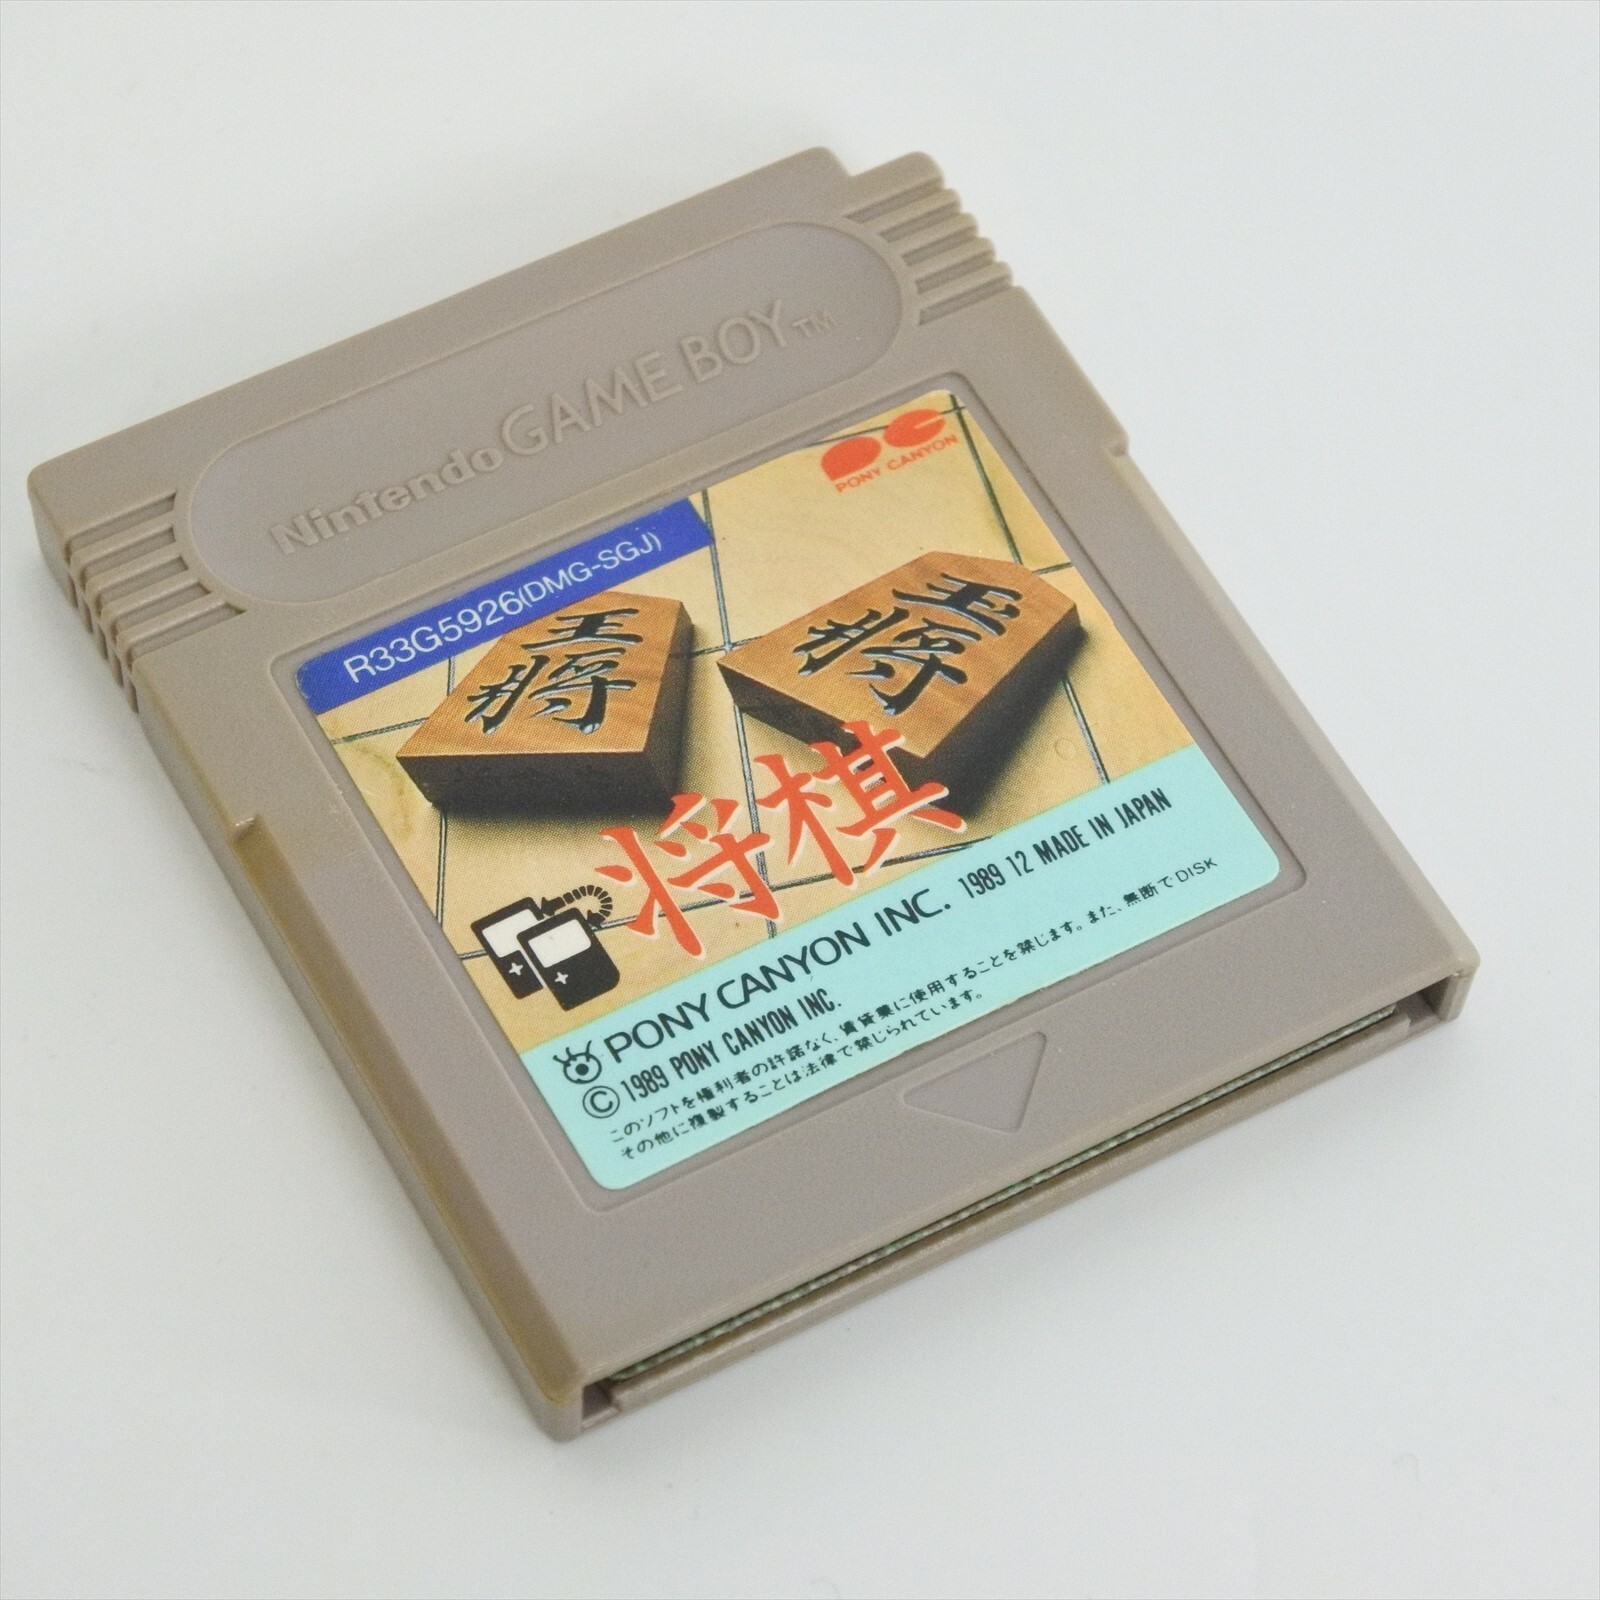 Nintendo GAME BOY™
PONY CANYON
R33G5926(DMG-SGJ)
王将
玉将
将棋
PONY CANYON INC. 1989 12 MADE IN JAPAN
© 1989 PONY CANYON INC.
このソフトを権利者の許諾なく、賃貸業に使用することを禁じます。また、無断でDISK
その他に複製することは法律で禁じられています。